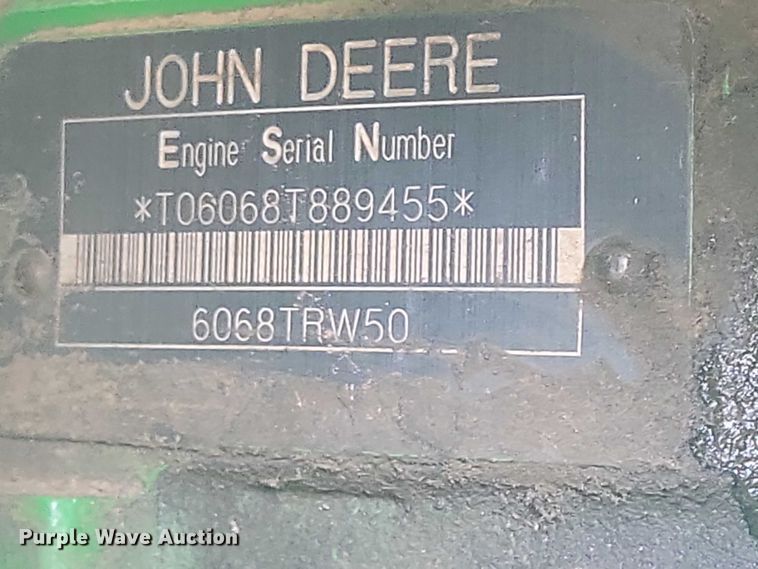 JOHN DEERE
Engine Serial Number
*T06068T889455*
6068TRW50
Purple Wave Auction